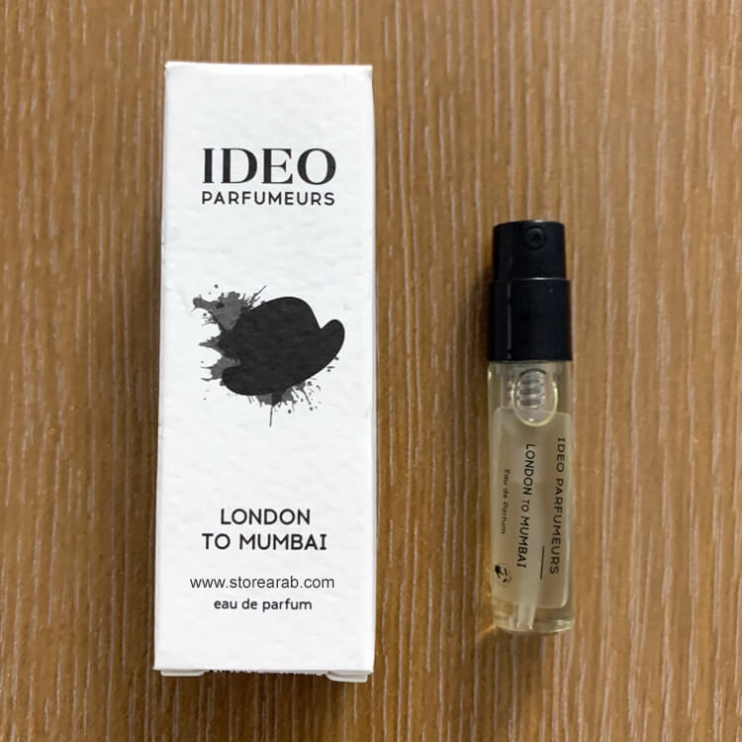 IDEO
PARFUMEURS
LONDON
TO MUMBAI
www.storearab.com
eau de parfum
IDEO PARFUMEURS
LONDON TO MUMBAI
Eau de Parfum